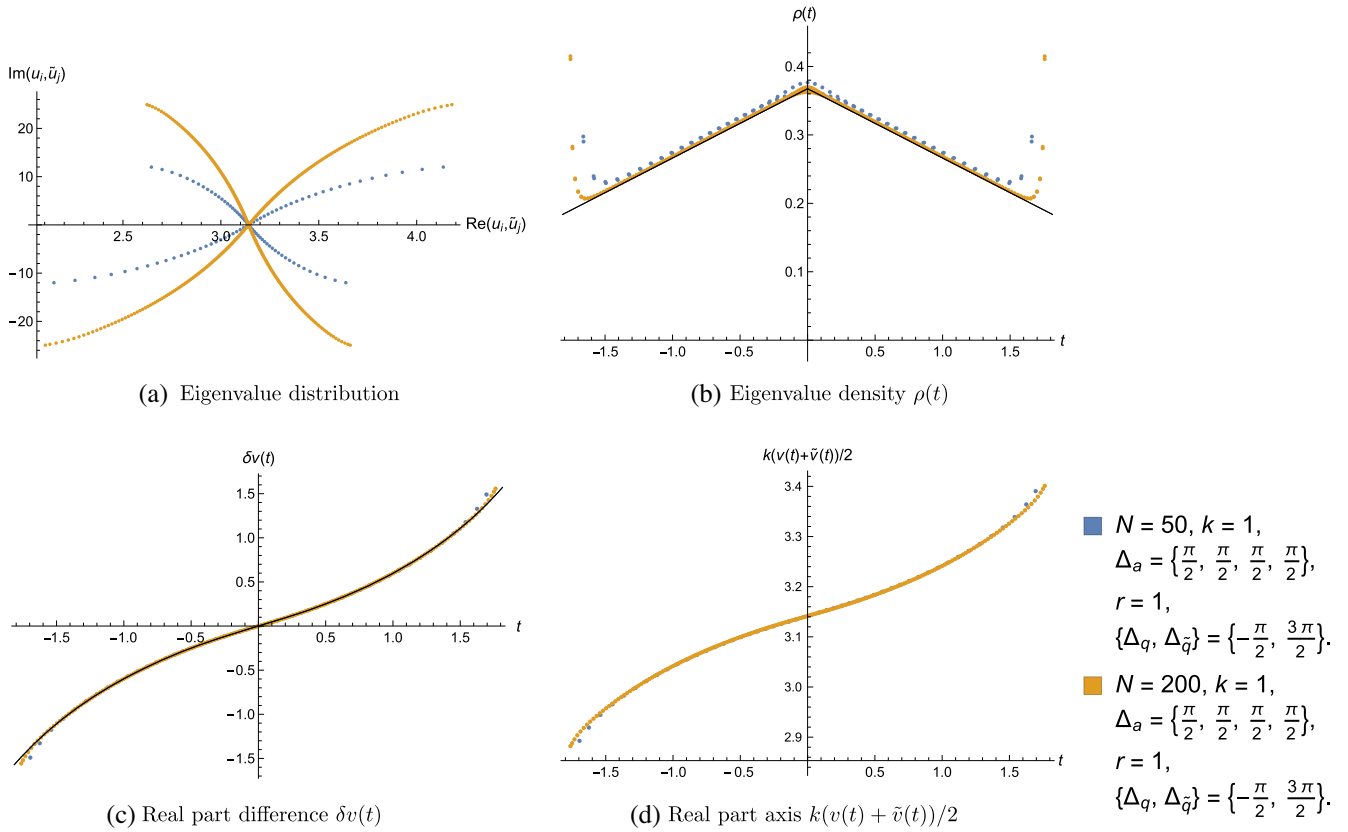 Im(uᵢ,ũⱼ)
20
10
2.5
3.0
3.5
4.0
Re(uᵢ,ũⱼ)
−10
−20
(a) Eigenvalue distribution
ρ(t)
0.4
0.3
0.2
0.1
−1.5
−1.0
−0.5
0.5
1.0
1.5
t
(b) Eigenvalue density ρ(t)
δv(t)
1.5
1.0
0.5
−1.5
−1.0
−0.5
0.5
1.0
1.5
t
−0.5
−1.0
−1.5
(c) Real part difference δv(t)
k(v(t)+ṽ(t))/2
3.4
3.3
3.2
3.1
3.0
2.9
−1.5
−1.0
−0.5
0.5
1.0
1.5
t
(d) Real part axis k(v(t) + ṽ(t))/2
N = 50, k = 1,
Δₐ = {π/2, π/2, π/2, π/2},
r = 1,
{Δ_q, Δ_q̃} = {−π/2, 3π/2}.
N = 200, k = 1,
Δₐ = {π/2, π/2, π/2, π/2},
r = 1,
{Δ_q, Δ_q̃} = {−π/2, 3π/2}.